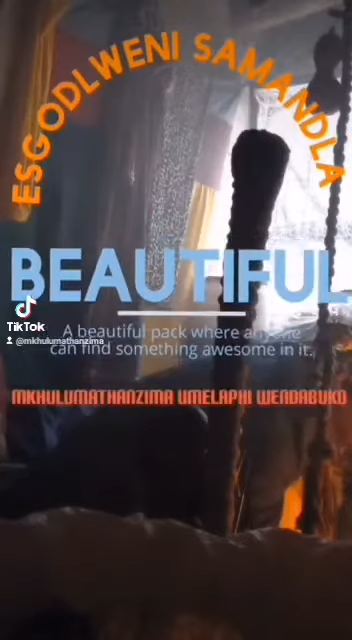 ESGODLWENI SAMANDLA
BEAUTIFUL
TikTok
@mkhulumathanzima
A beautiful pack where anyone
can find something awesome in it.
MKHULUMATHANZIMA UMELAPHI WENDABUKO